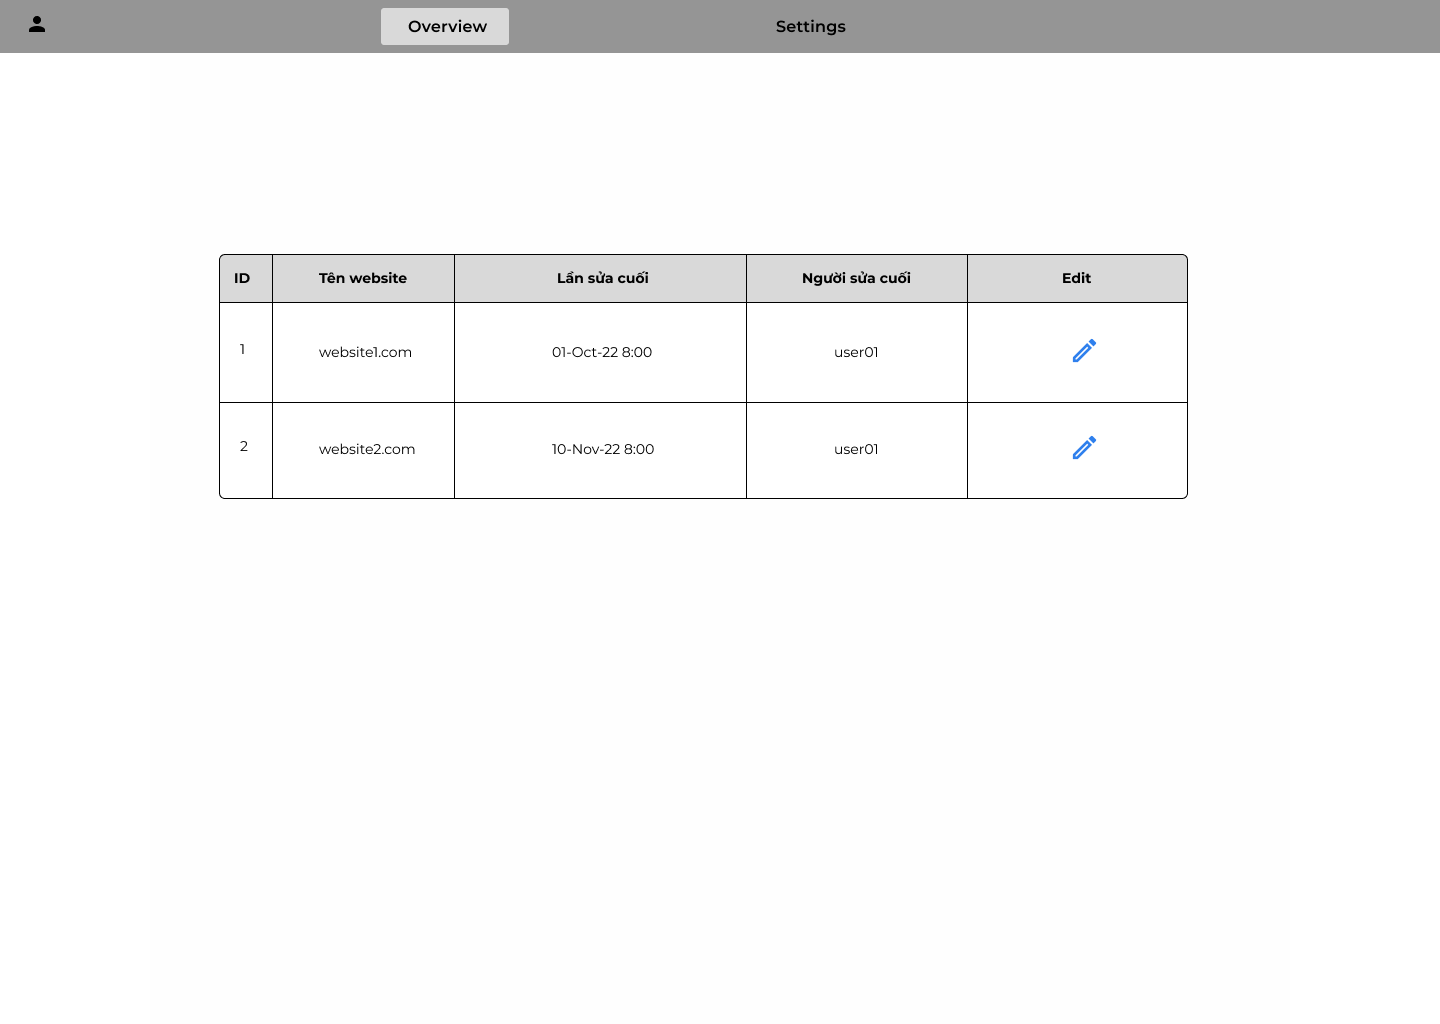 Overview Settings
ID Tên website Lần sửa cuối Người sửa cuối Edit
1 website1.com 01-Oct-22 8:00 user01
2 website2.com 10-Nov-22 8:00 user01